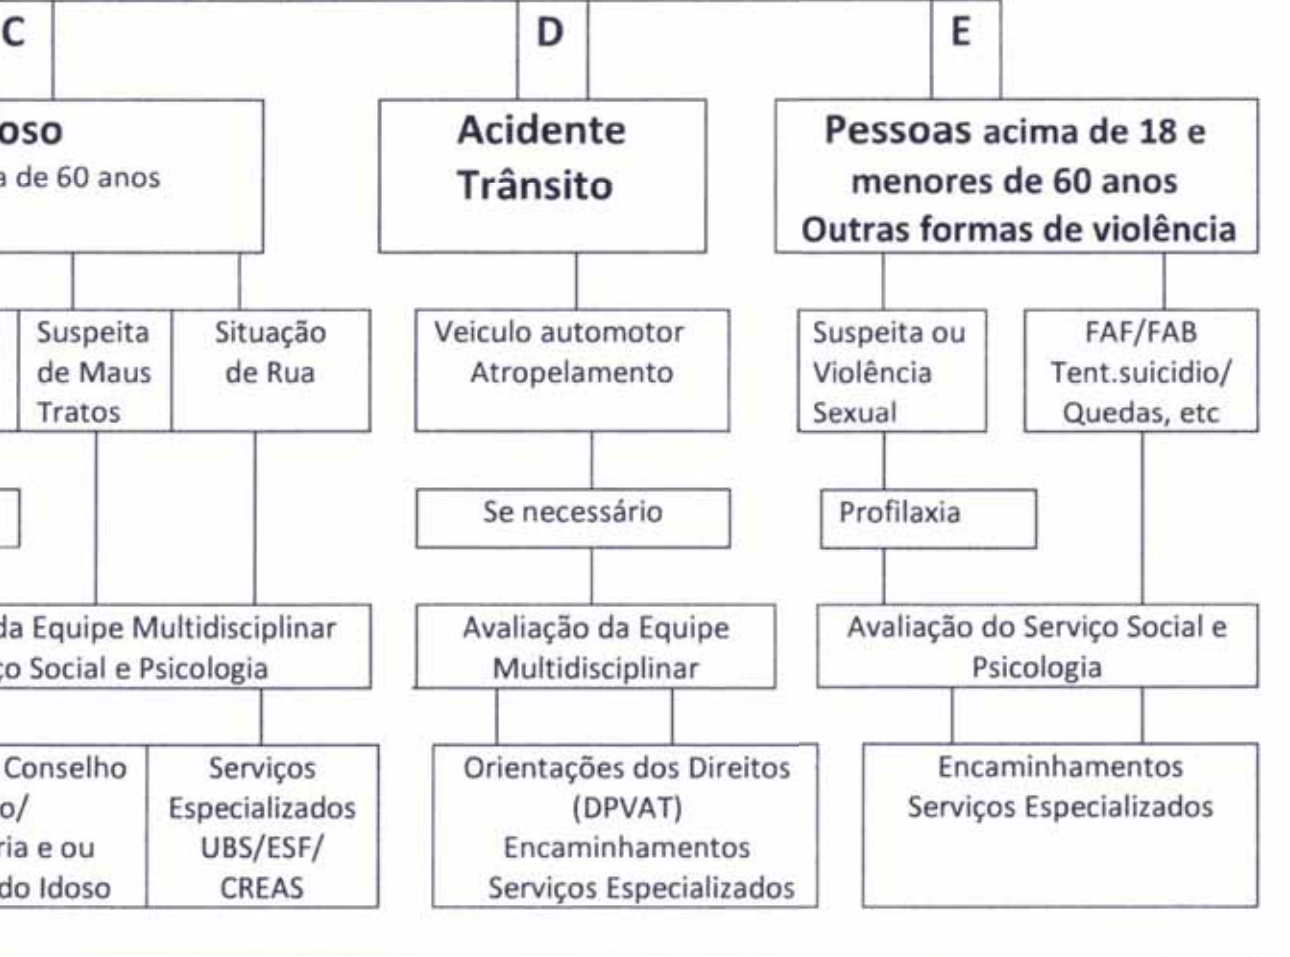 C
D
E
oso
a de 60 anos
Acidente
Trânsito
Pessoas acima de 18 e
menores de 60 anos
Outras formas de violência
Suspeita
de Maus
Tratos
Situação
de Rua
Veiculo automotor
Atropelamento
Suspeita ou
Violência
Sexual
FAF/FAB
Tent.suicidio/
Quedas, etc
Se necessário
Profilaxia
da Equipe Multidisciplinar
ço Social e Psicologia
Avaliação da Equipe
Multidisciplinar
Avaliação do Serviço Social e
Psicologia
Conselho
o/
ria e ou
do Idoso
Serviços
Especializados
UBS/ESF/
CREAS
Orientações dos Direitos
(DPVAT)
Encaminhamentos
Serviços Especializados
Encaminhamentos
Serviços Especializados